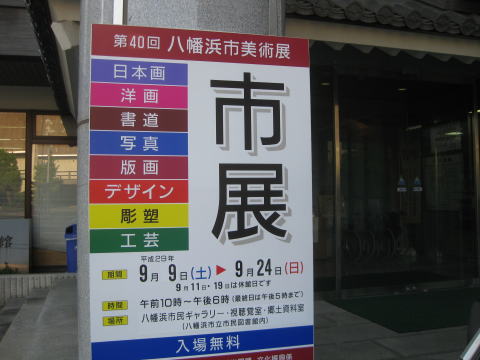 第40回 八幡浜市美術展
日本画
洋画
書道
写真
版画
デザイン
彫塑
工芸
市展
平成29年
期間 9月9日(土) ▶ 9月24日(日)
9月11日・19日は休館日です
時間 午前10時〜午後6時(最終日は午後5時まで)
場所 八幡浜市民ギャラリー・視聴覚室・郷土資料室
(八幡浜市立市民図書館内)
入場無料
館